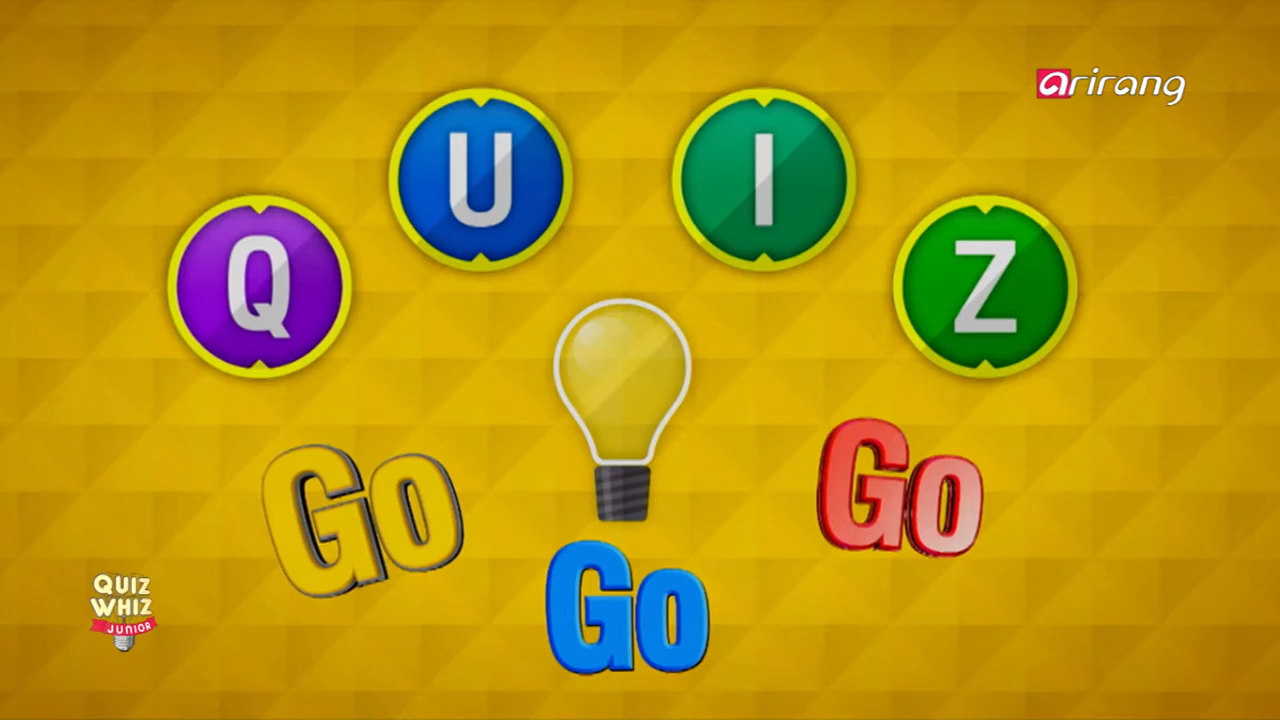 arirang
Q U I Z
Go Go Go
QUIZ
WHIZ
JUNIOR